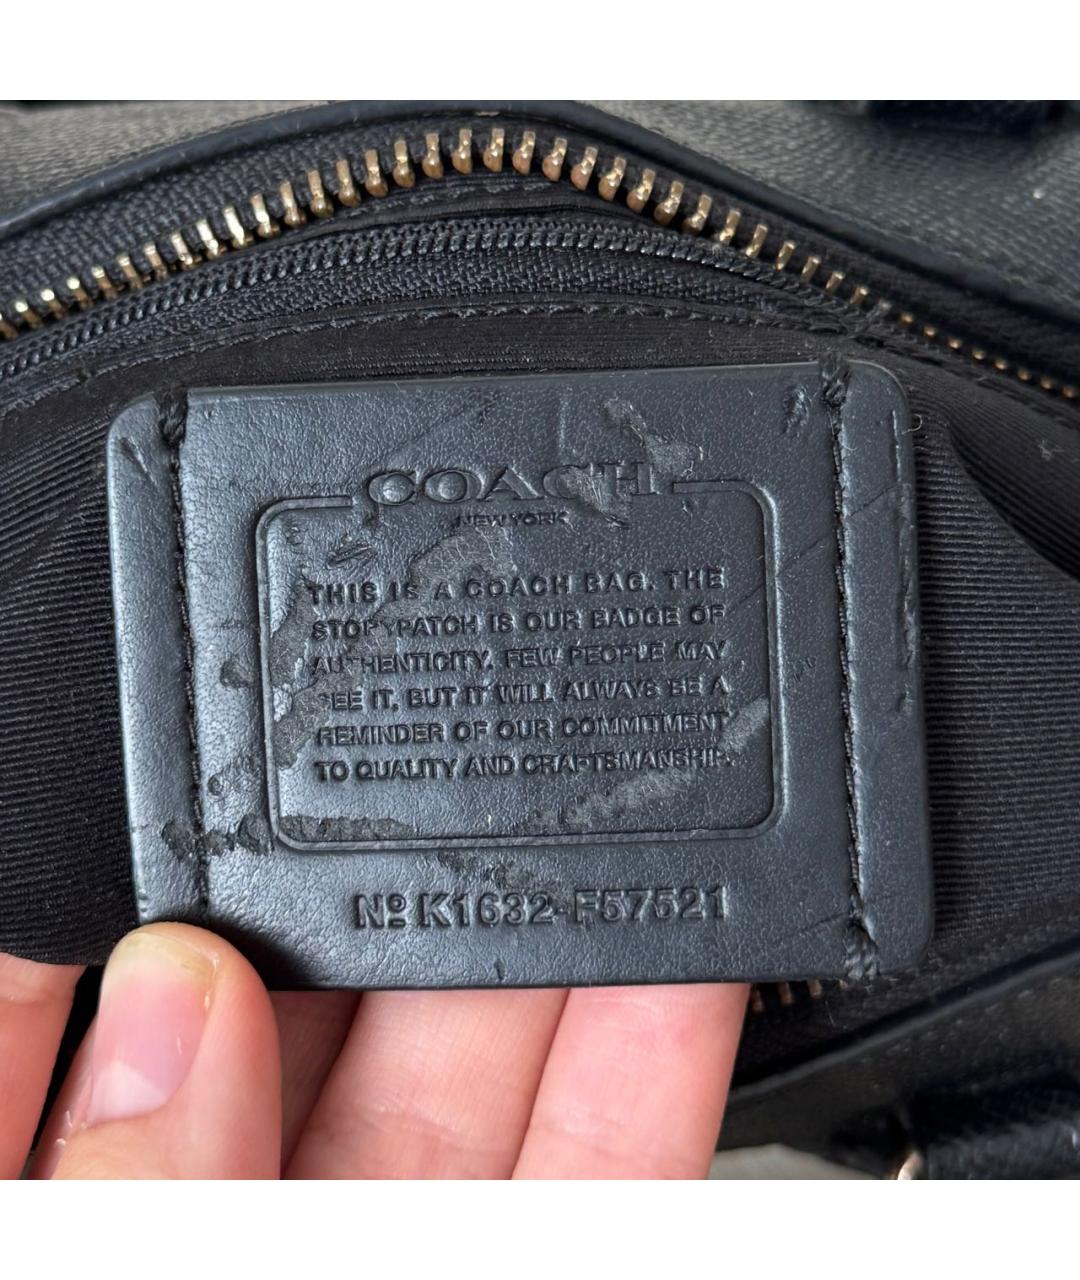 COACH
NEW YORK
THIS IS A COACH BAG. THE
STORYPATCH IS OUR BADGE OF
AUTHENTICITY. FEW PEOPLE MAY
SEE IT, BUT IT WILL ALWAYS BE A
REMINDER OF OUR COMMITMENT
TO QUALITY AND CRAFTSMANSHIP.
Nº K1632-F57521